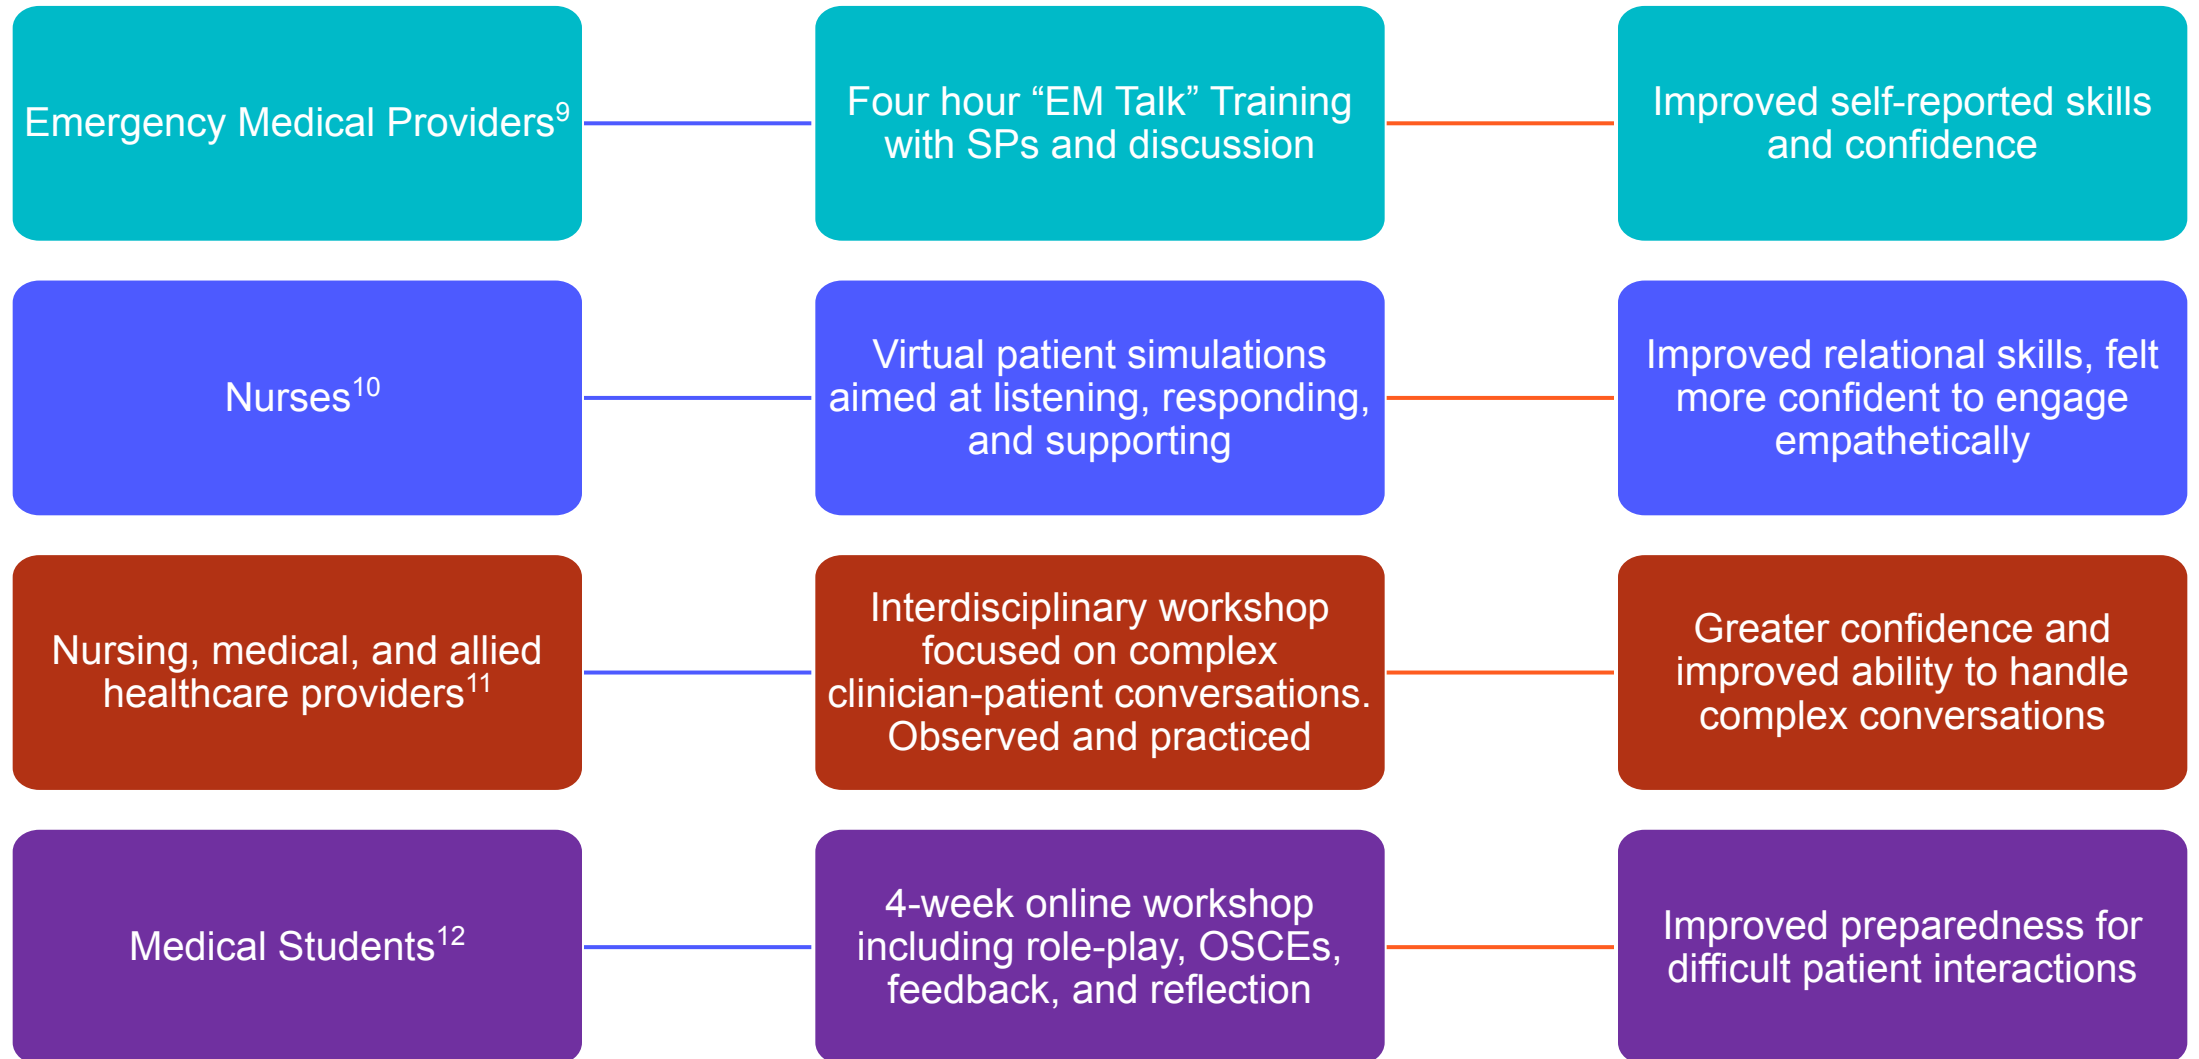 Emergency Medical Providers⁹
Four hour “EM Talk” Training
with SPs and discussion
Improved self-reported skills
and confidence
Nurses¹⁰
Virtual patient simulations
aimed at listening, responding,
and supporting
Improved relational skills, felt
more confident to engage
empathetically
Nursing, medical, and allied
healthcare providers¹¹
Interdisciplinary workshop
focused on complex
clinician-patient conversations.
Observed and practiced
Greater confidence and
improved ability to handle
complex conversations
Medical Students¹²
4-week online workshop
including role-play, OSCEs,
feedback, and reflection
Improved preparedness for
difficult patient interactions